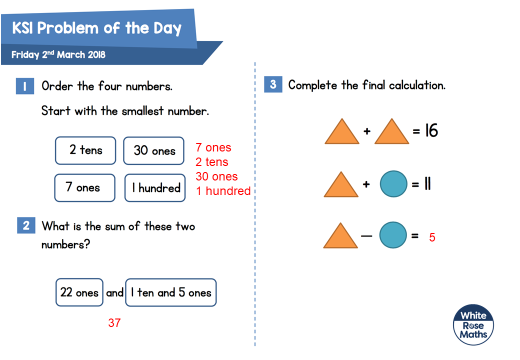 KS1 Problem of the Day
Friday 2nd March 2018
1 Order the four numbers.
Start with the smallest number.
2 tens
30 ones
7 ones
1 hundred
7 ones
2 tens
30 ones
1 hundred
2 What is the sum of these two
numbers?
22 ones and 1 ten and 5 ones
37
3 Complete the final calculation.
+ = 16
+ = 11
− = 5
White
Rose
Maths